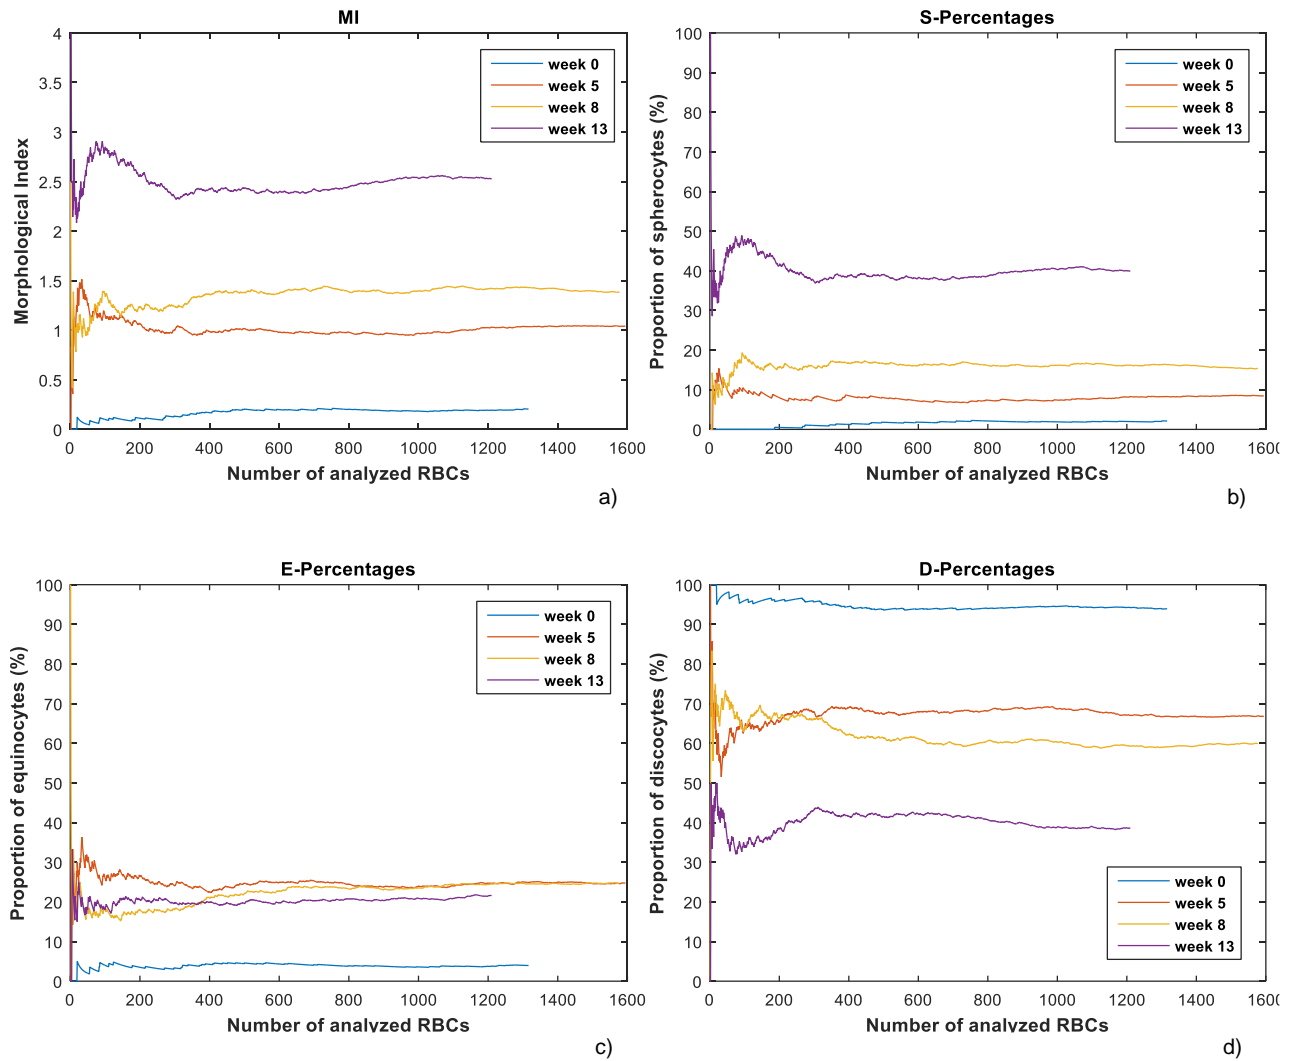 MI
4
3.5
3
2.5
2
1.5
1
0.5
0
Morphological Index
0 200 400 600 800 1000 1200 1400 1600
Number of analyzed RBCs
week 0
week 5
week 8
week 13
a)
S-Percentages
100
90
80
70
60
50
40
30
20
10
0
Proportion of spherocytes (%)
0 200 400 600 800 1000 1200 1400 1600
Number of analyzed RBCs
week 0
week 5
week 8
week 13
b)
E-Percentages
100
90
80
70
60
50
40
30
20
10
0
Proportion of equinocytes (%)
0 200 400 600 800 1000 1200 1400 1600
Number of analyzed RBCs
week 0
week 5
week 8
week 13
c)
D-Percentages
100
90
80
70
60
50
40
30
20
10
0
Proportion of discocytes (%)
0 200 400 600 800 1000 1200 1400 1600
Number of analyzed RBCs
week 0
week 5
week 8
week 13
d)